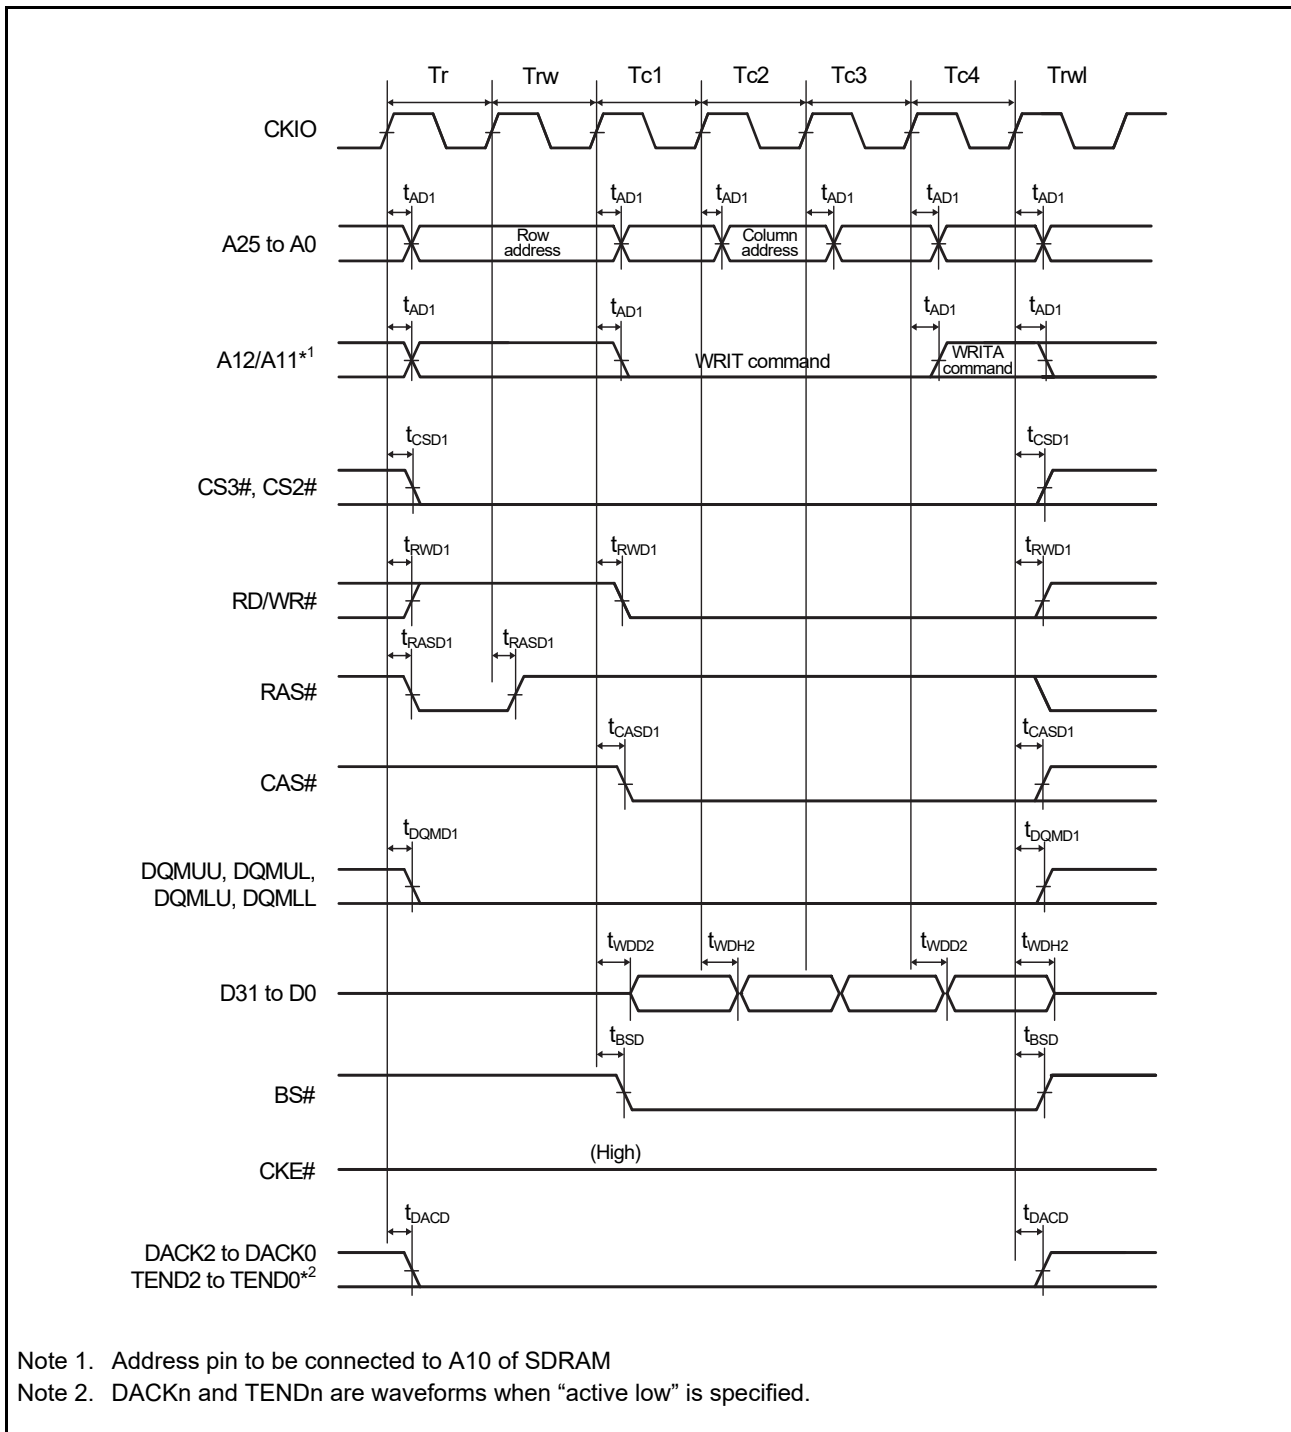 Tr Trw Tc1 Tc2 Tc3 Tc4 Trwl
CKIO
tAD1 tAD1 tAD1 tAD1 tAD1 tAD1
A25 to A0
Row
address
Column
address
tAD1 tAD1 tAD1 tAD1
A12/A11*1
WRIT command
WRITA
command
tCSD1 tCSD1
CS3#, CS2#
tRWD1 tRWD1 tRWD1
RD/WR#
tRASD1 tRASD1
RAS#
tCASD1 tCASD1
CAS#
tDQMD1 tDQMD1
DQMUU, DQMUL,
DQMLU, DQMLL
tWDD2 tWDH2 tWDD2 tWDH2
D31 to D0
tBSD tBSD
BS#
(High)
CKE#
tDACD tDACD
DACK2 to DACK0
TEND2 to TEND0*2
Note 1. Address pin to be connected to A10 of SDRAM
Note 2. DACKn and TENDn are waveforms when “active low” is specified.